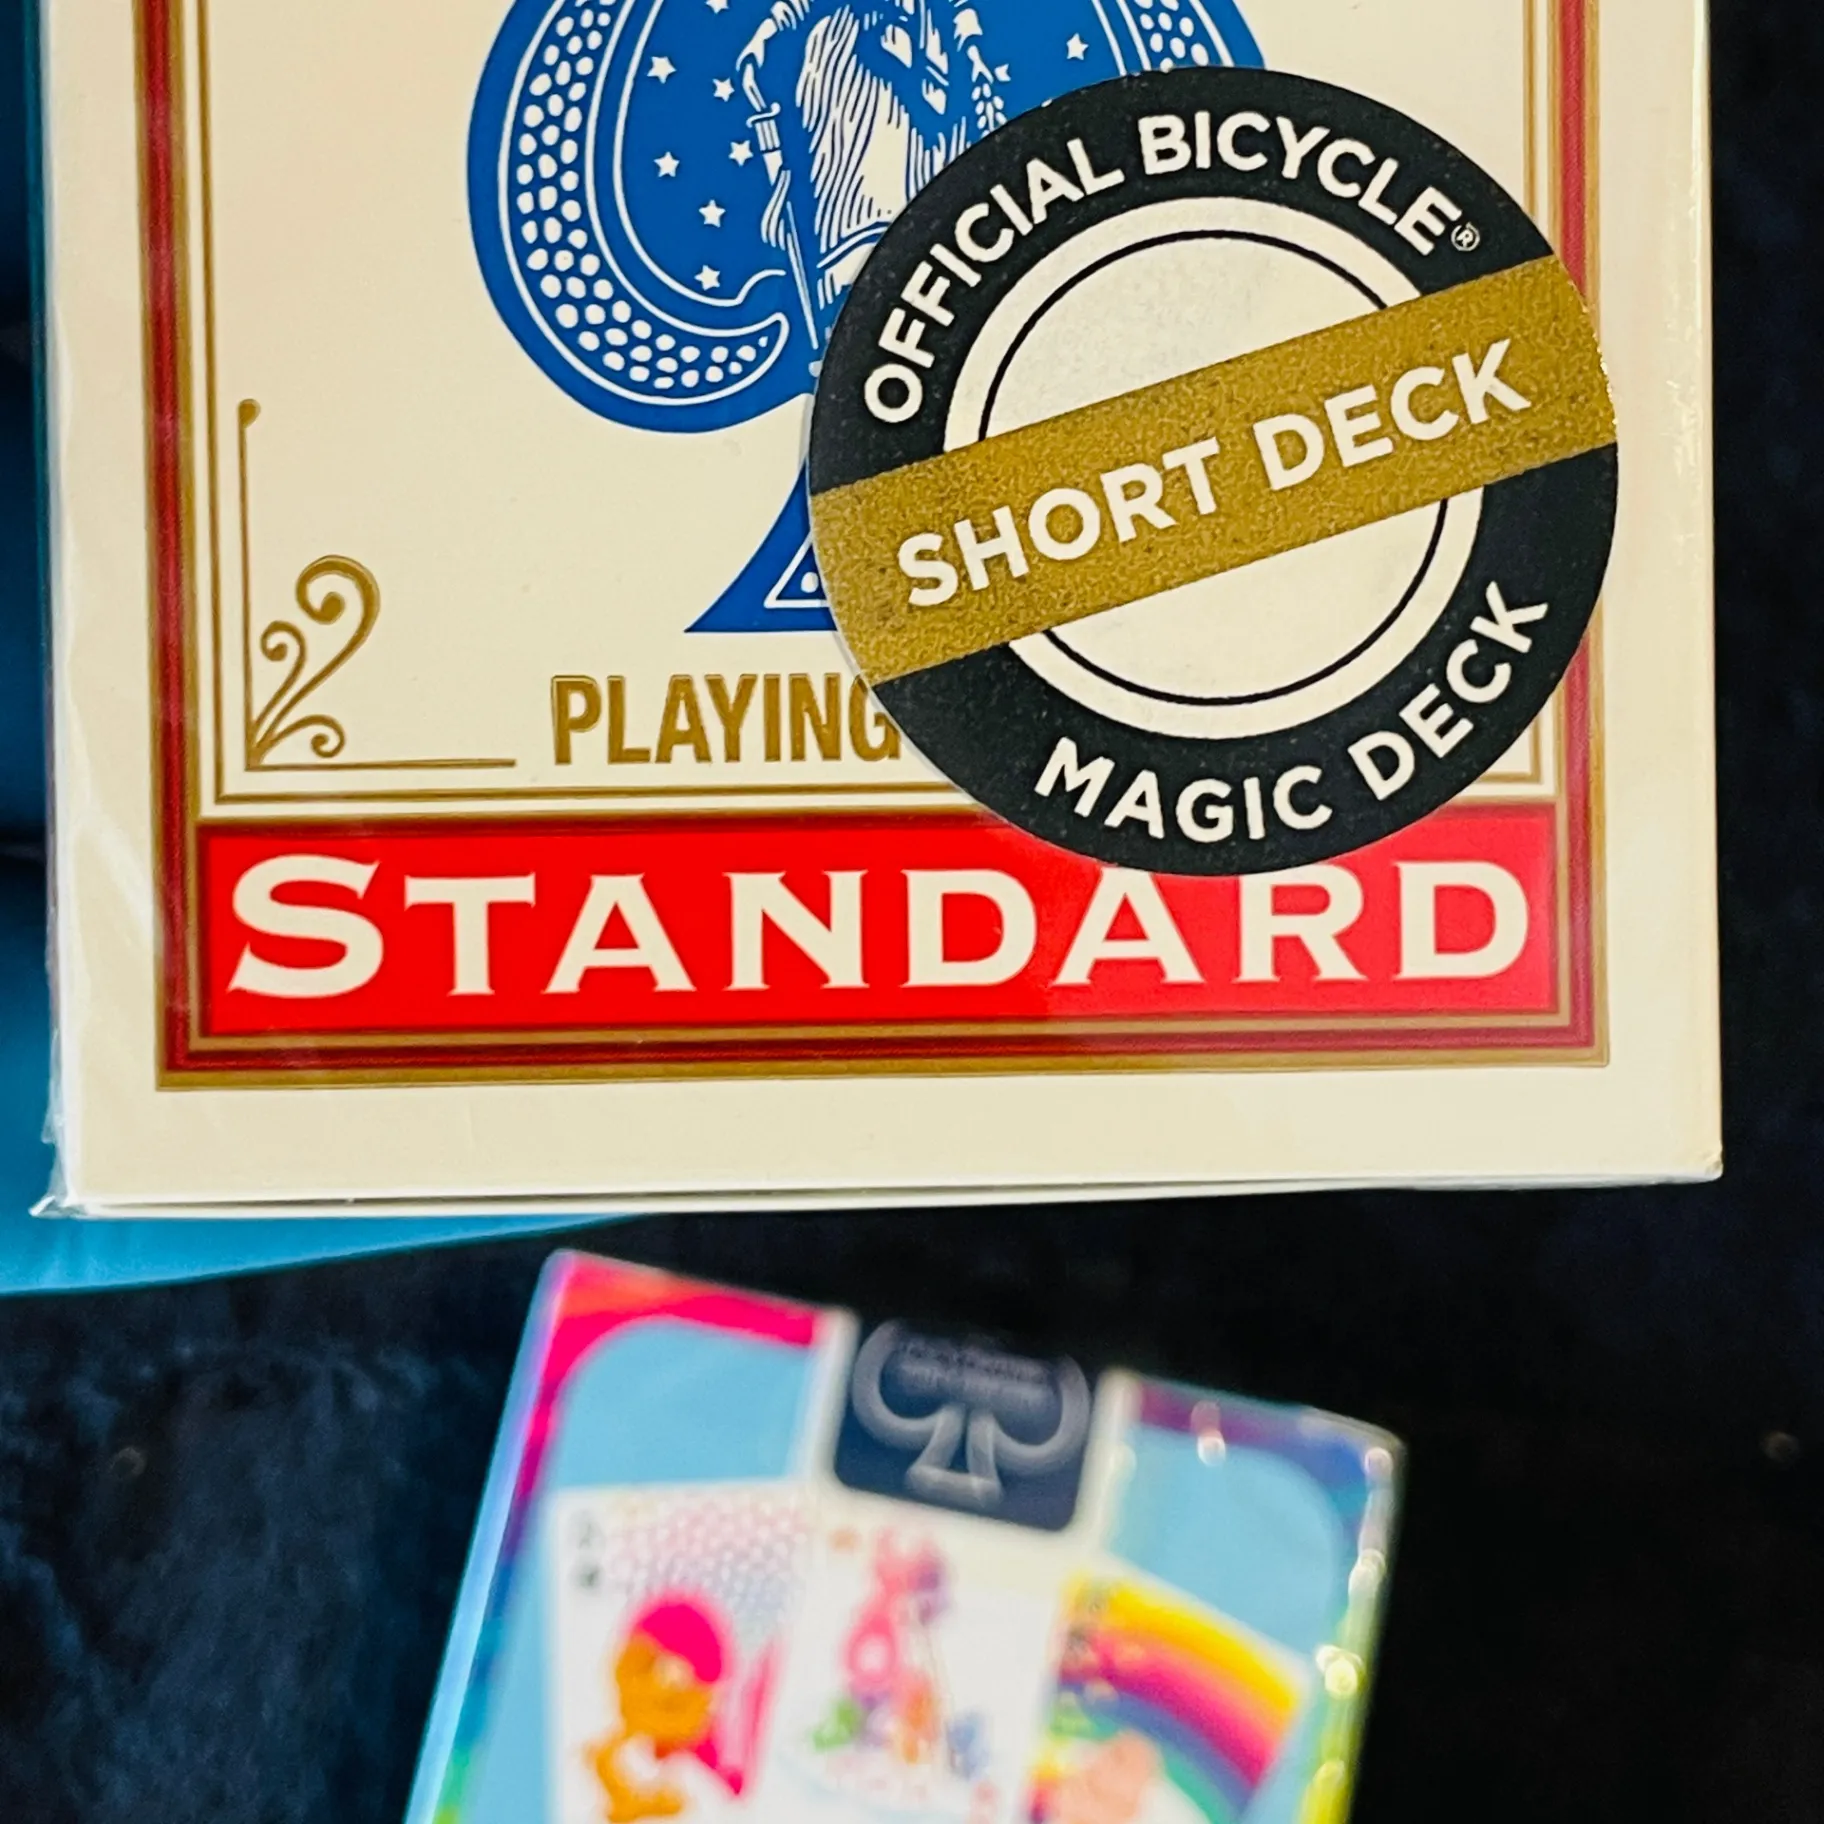 OFFICIAL BICYCLE®
SHORT DECK
MAGIC DECK
PLAYING
STANDARD